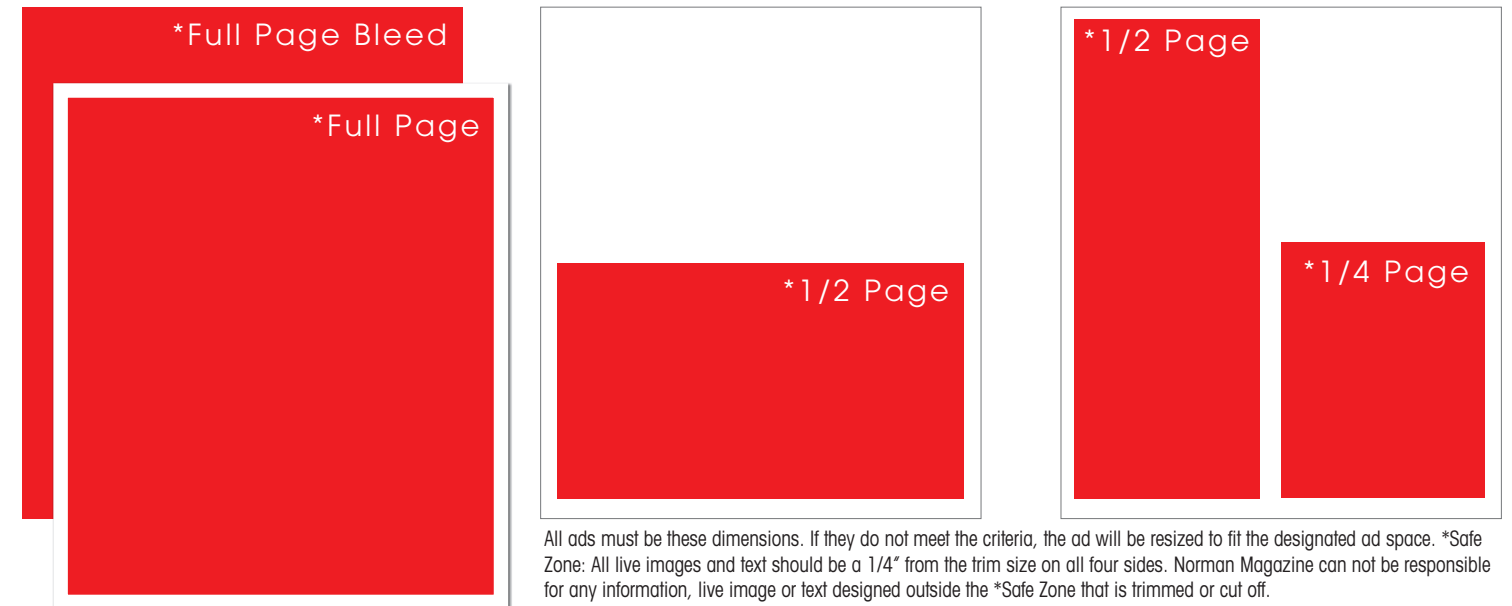 *Full Page Bleed
*Full Page
*1/2 Page
*1/2 Page
*1/4 Page
All ads must be these dimensions. If they do not meet the criteria, the ad will be resized to fit the designated ad space. *Safe
Zone: All live images and text should be a 1/4″ from the trim size on all four sides. Norman Magazine can not be responsible
for any information, live image or text designed outside the *Safe Zone that is trimmed or cut off.